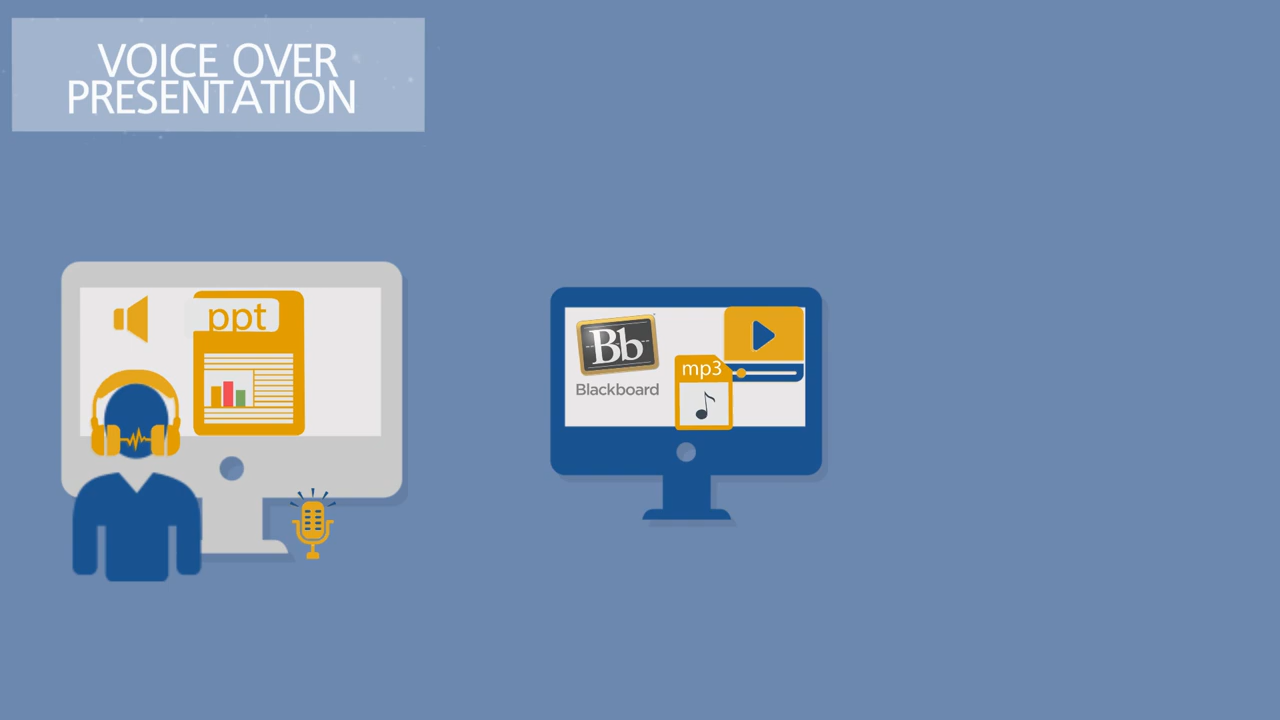 VOICE OVER
PRESENTATION
ppt
Bb
Blackboard
mp3